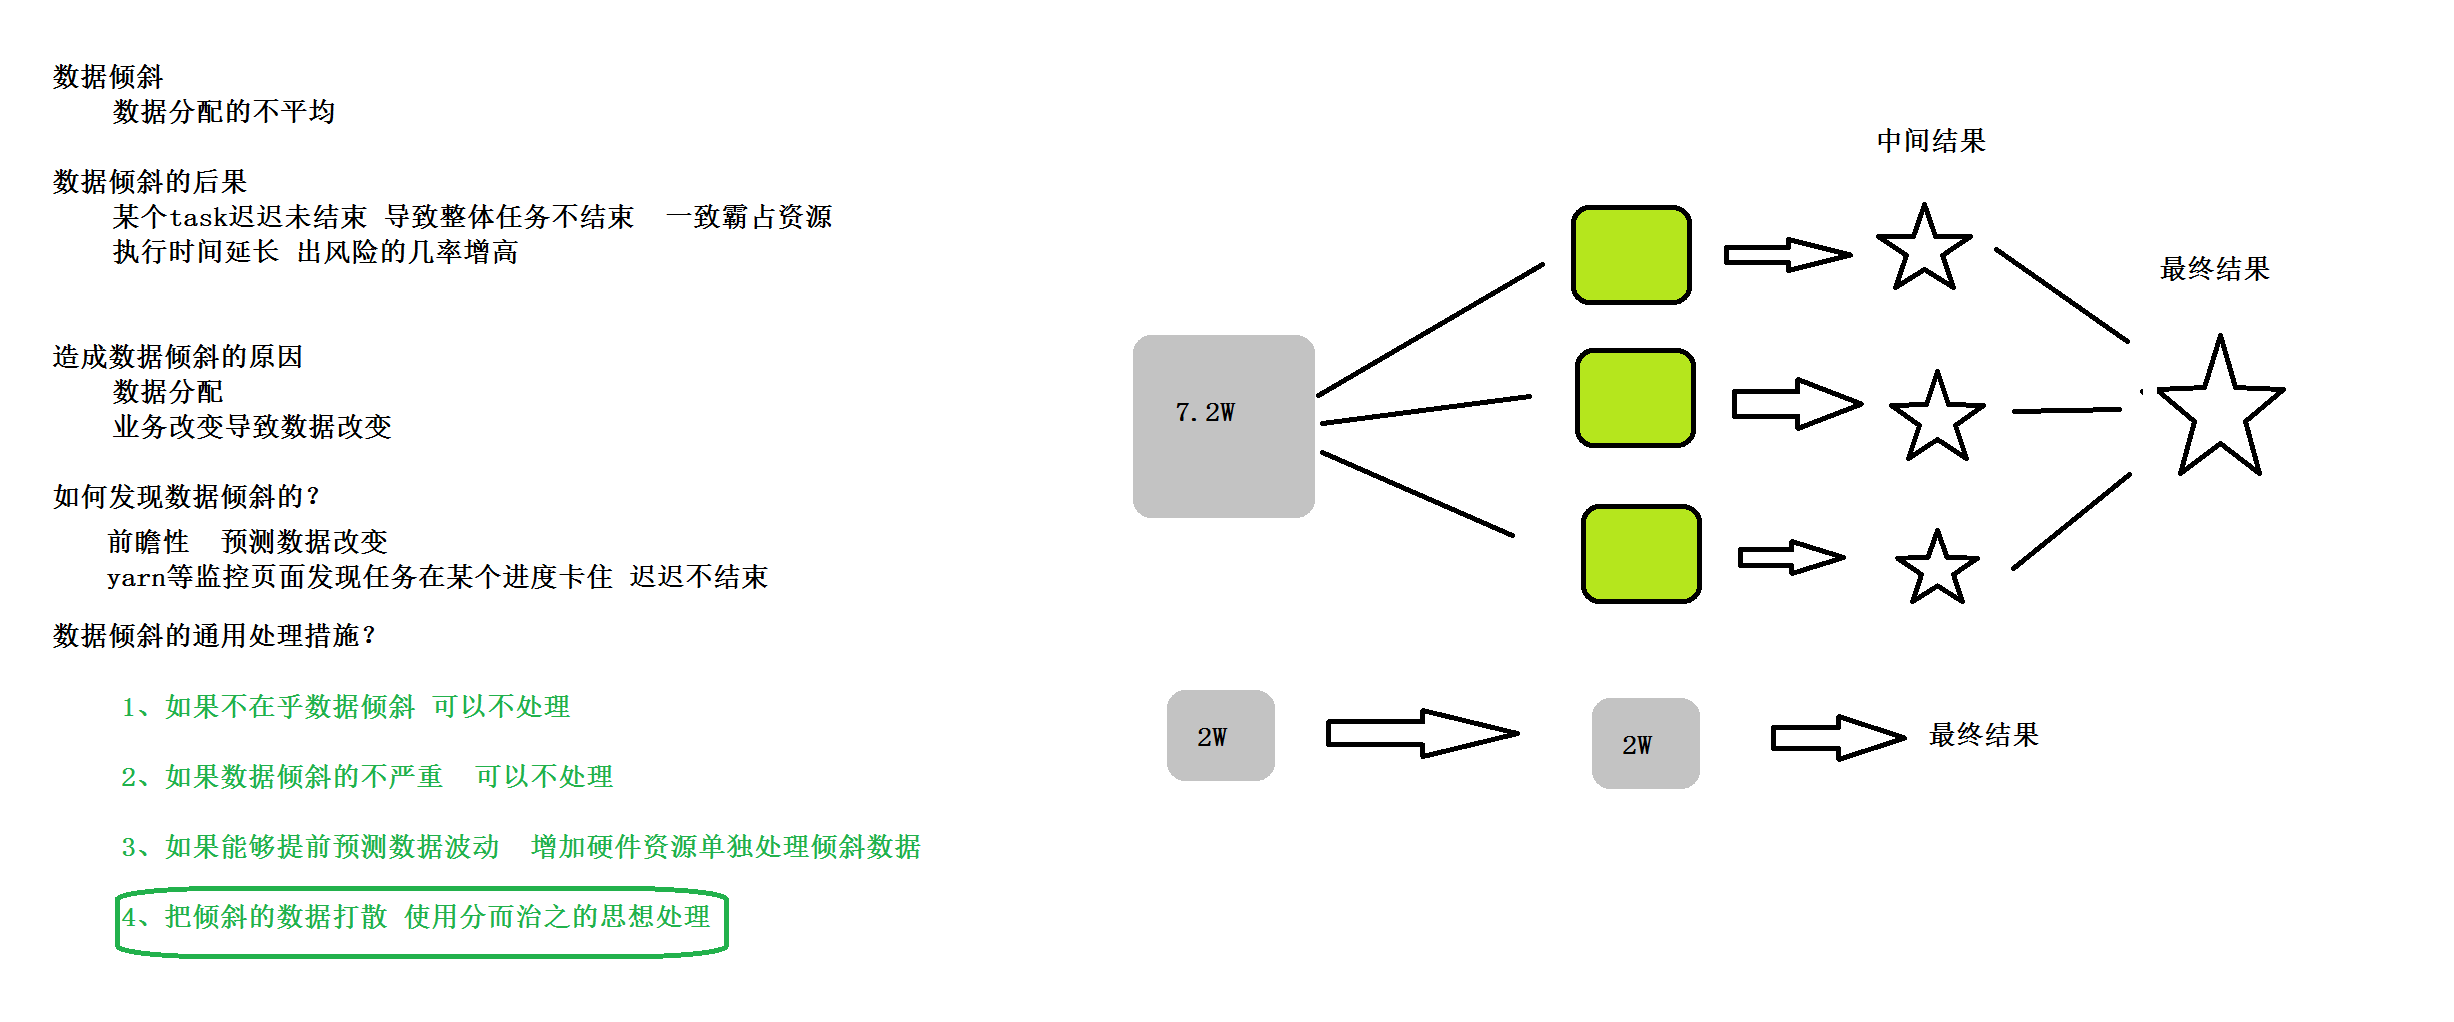 数据倾斜
数据分配的不平均
数据倾斜的后果
某个task迟迟未结束 导致整体任务不结束 一致霸占资源
执行时间延长 出风险的几率增高
造成数据倾斜的原因
数据分配
业务改变导致数据改变
如何发现数据倾斜的？
前瞻性 预测数据改变
yarn等监控页面发现任务在某个进度卡住 迟迟不结束
数据倾斜的通用处理措施？
1、如果不在乎数据倾斜 可以不处理
2、如果数据倾斜的不严重 可以不处理
3、如果能够提前预测数据波动 增加硬件资源单独处理倾斜数据
4、把倾斜的数据打散 使用分而治之的思想处理
中间结果
最终结果
7.2W
2W
2W
最终结果